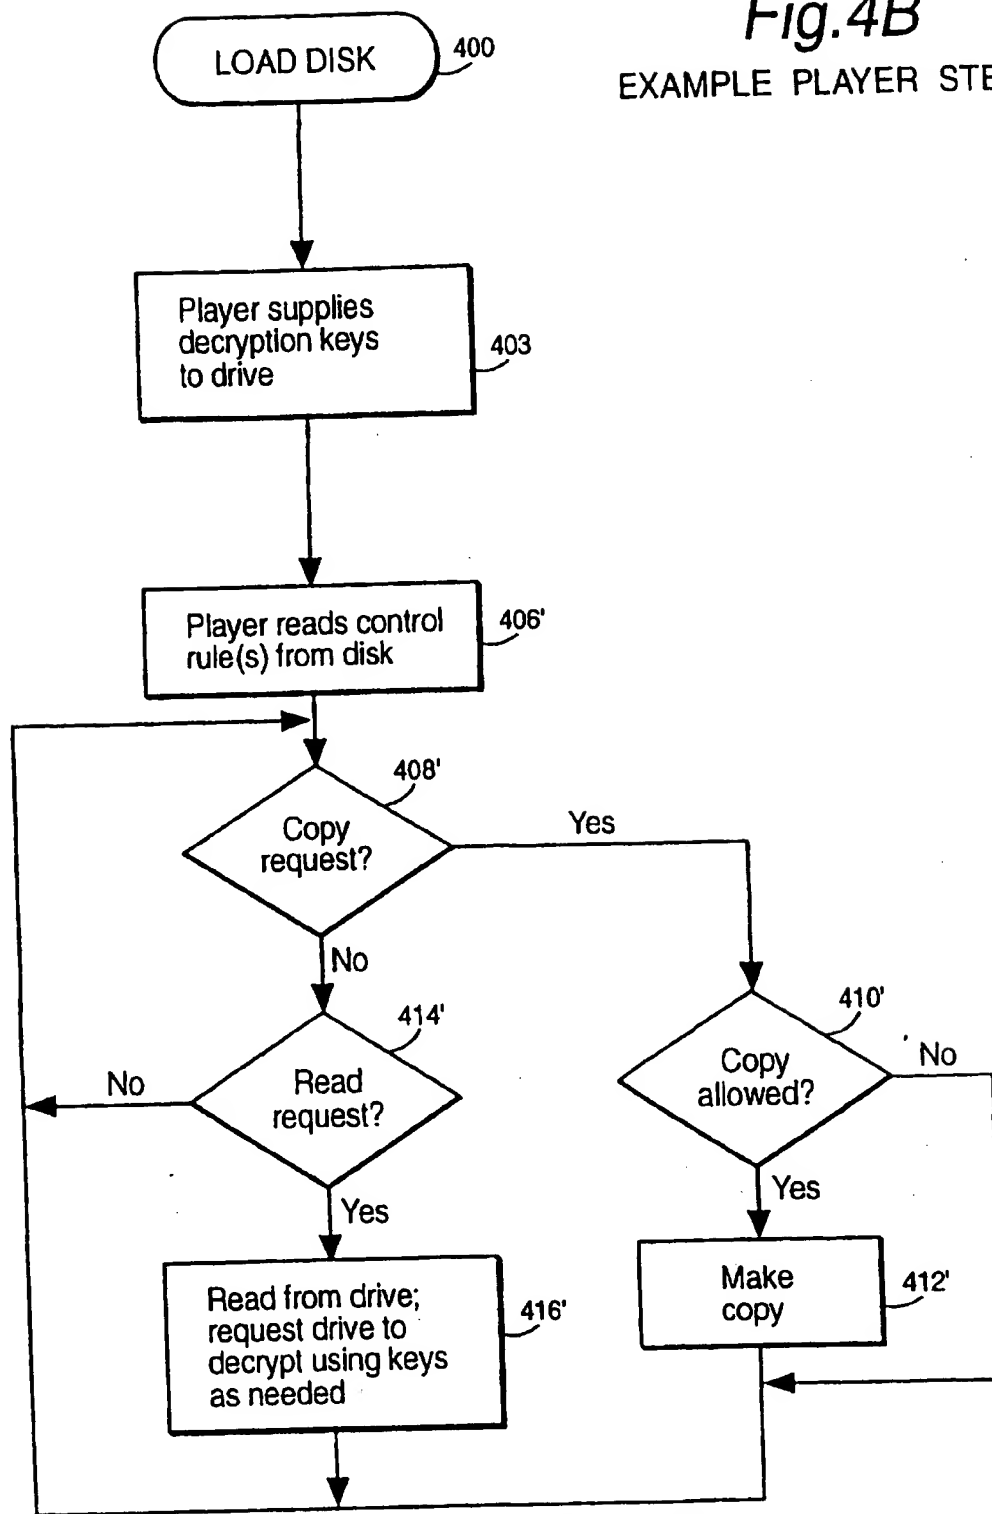 Fig.4B
EXAMPLE PLAYER STE
LOAD DISK
400
Player supplies
decryption keys
to drive
403
Player reads control
rule(s) from disk
406'
Copy
request?
408'
Yes
No
Read
request?
414'
No
Yes
Copy
allowed?
410'
No
Yes
Read from drive;
request drive to
decrypt using keys
as needed
416'
Make
copy
412'